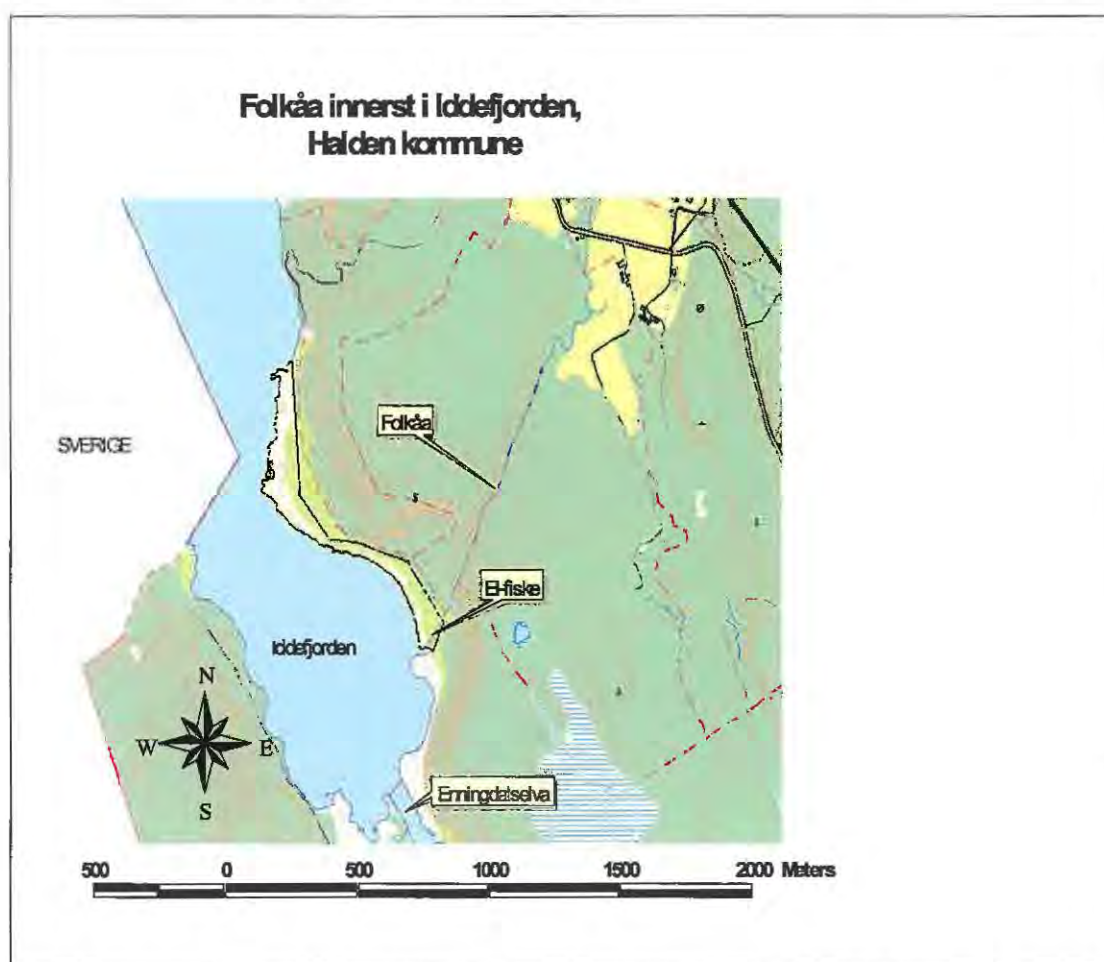 Folkåa innerst i Iddefjorden,
Halden kommune
Folkåa
SVERIGE
El-fiske
Iddefjorden
N
W E
S
Enningdalselva
500 0 500 1000 1500 2000 Meters